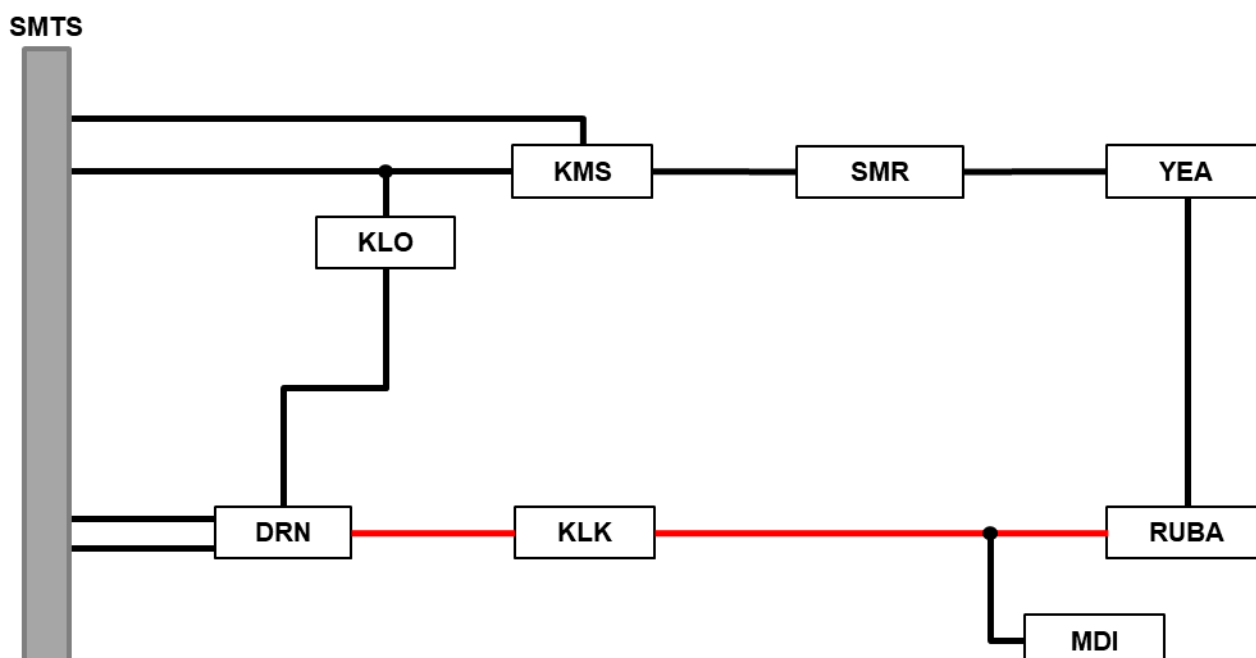 SMTS
KMS
SMR
YEA
KLO
DRN
KLK
RUBA
MDI